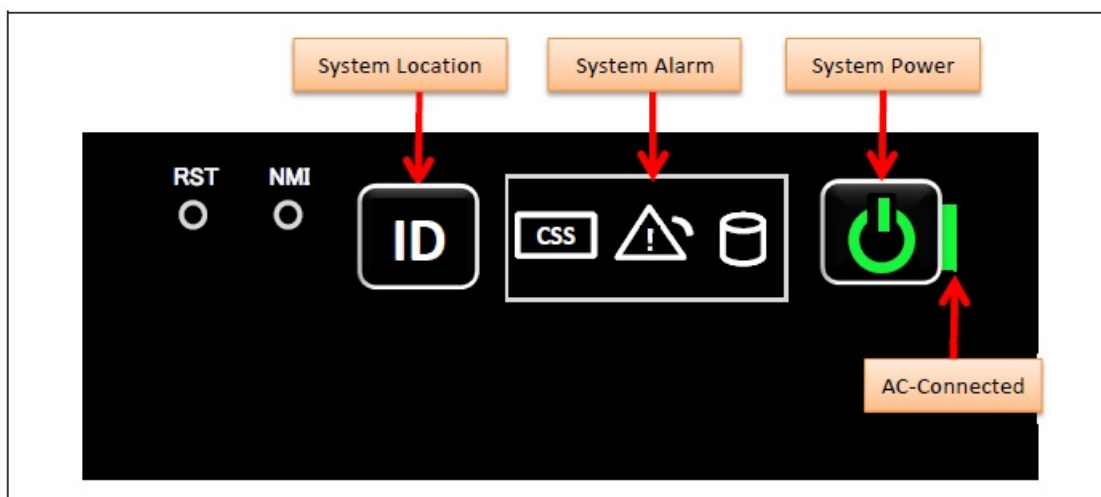 System Location
System Alarm
System Power
RST
NMI
ID
CSS
!
AC-Connected